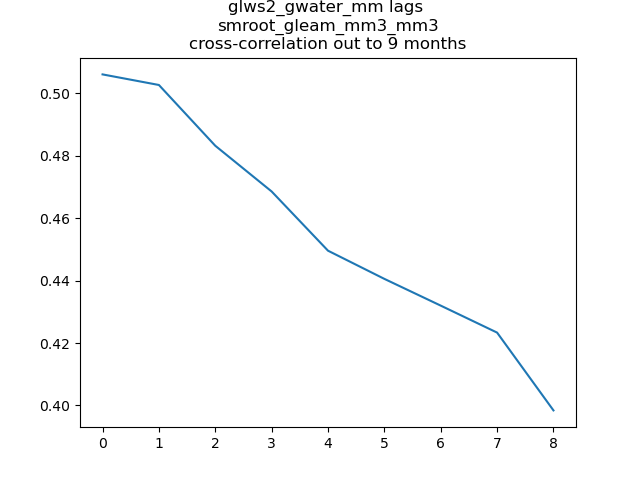 glws2_gwater_mm lags
smroot_gleam_mm3_mm3
cross-correlation out to 9 months
0.50
0.48
0.46
0.44
0.42
0.40
0 1 2 3 4 5 6 7 8